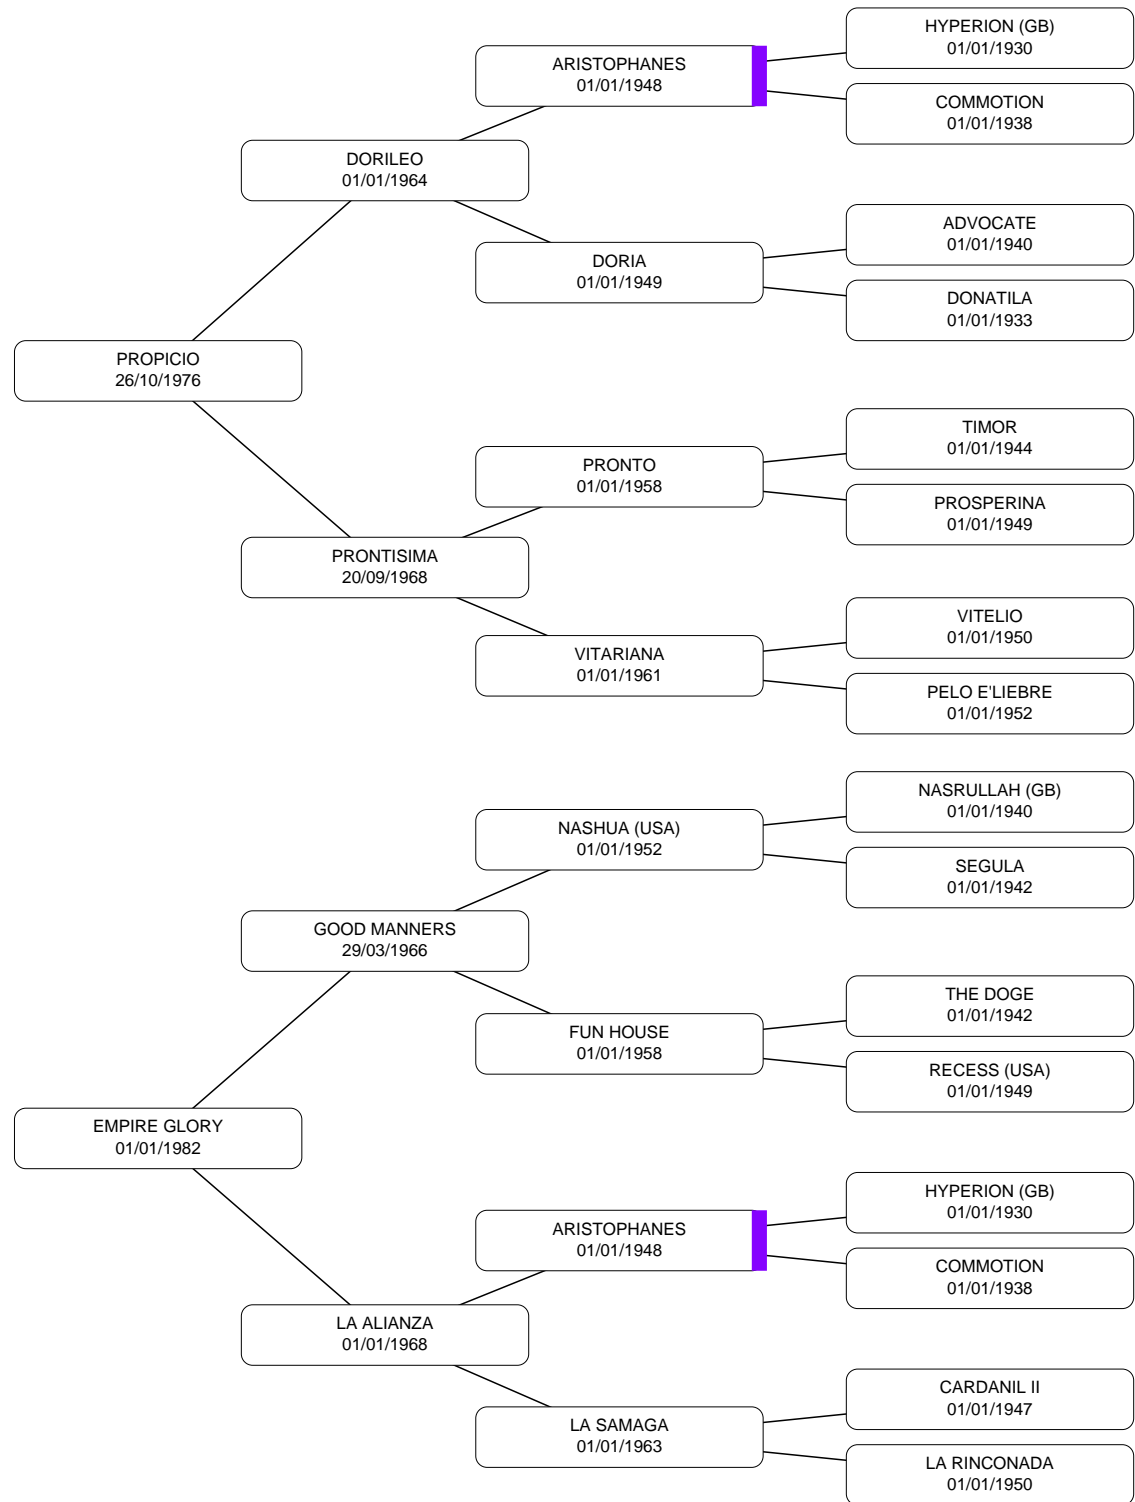 HYPERION (GB)
01/01/1930
ARISTOPHANES
01/01/1948
COMMOTION
01/01/1938
DORILEO
01/01/1964
ADVOCATE
01/01/1940
DORIA
01/01/1949
DONATILA
01/01/1933
PROPICIO
26/10/1976
TIMOR
01/01/1944
PRONTO
01/01/1958
PROSPERINA
01/01/1949
PRONTISIMA
20/09/1968
VITELIO
01/01/1950
VITARIANA
01/01/1961
PELO E'LIEBRE
01/01/1952
NASRULLAH (GB)
01/01/1940
NASHUA (USA)
01/01/1952
SEGULA
01/01/1942
GOOD MANNERS
29/03/1966
THE DOGE
01/01/1942
FUN HOUSE
01/01/1958
RECESS (USA)
01/01/1949
EMPIRE GLORY
01/01/1982
HYPERION (GB)
01/01/1930
ARISTOPHANES
01/01/1948
COMMOTION
01/01/1938
LA ALIANZA
01/01/1968
CARDANIL II
01/01/1947
LA SAMAGA
01/01/1963
LA RINCONADA
01/01/1950